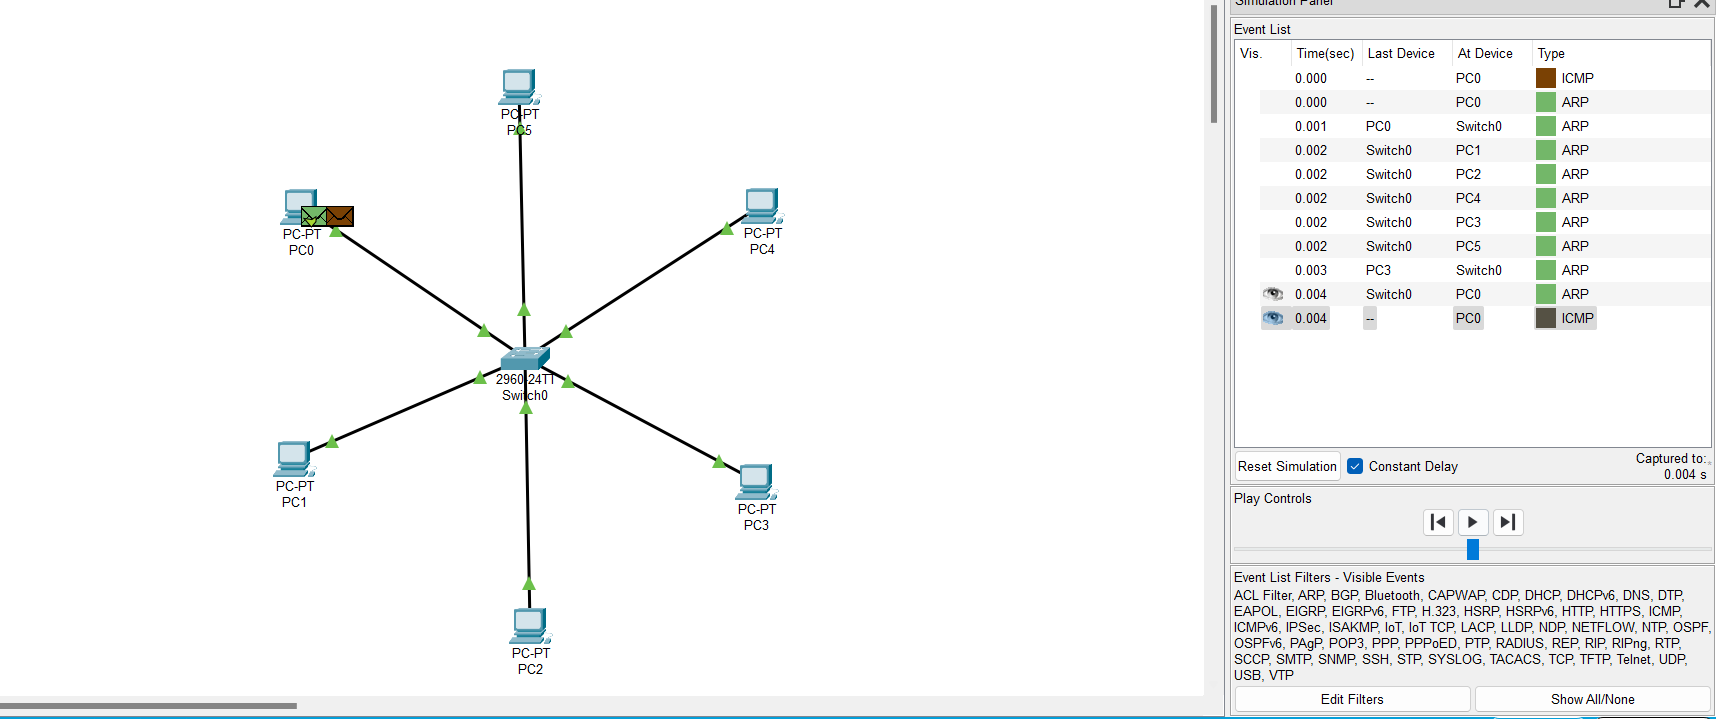 Simulation Panel
Event List
Vis. Time(sec) Last Device At Device Type
0.000 -- PC0 ICMP
0.000 -- PC0 ARP
0.001 PC0 Switch0 ARP
0.002 Switch0 PC1 ARP
0.002 Switch0 PC2 ARP
0.002 Switch0 PC4 ARP
0.002 Switch0 PC3 ARP
0.002 Switch0 PC5 ARP
0.003 PC3 Switch0 ARP
0.004 Switch0 PC0 ARP
0.004 -- PC0 ICMP
Reset Simulation
Constant Delay
Captured to:
0.004 s
Play Controls
Event List Filters - Visible Events
ACL Filter, ARP, BGP, Bluetooth, CAPWAP, CDP, DHCP, DHCPv6, DNS, DTP,
EAPOL, EIGRP, EIGRPv6, FTP, H.323, HSRP, HSRPv6, HTTP, HTTPS, ICMP,
ICMPv6, IPSec, ISAKMP, IoT, IoT TCP, LACP, LLDP, NDP, NETFLOW, NTP, OSPF,
OSPFv6, PAgP, POP3, PPP, PPPoED, PTP, RADIUS, REP, RIP, RIPng, RTP,
SCCP, SMTP, SNMP, SSH, STP, SYSLOG, TACACS, TCP, TFTP, Telnet, UDP,
USB, VTP
Edit Filters
Show All/None
PC-PT
PC5
PC-PT
PC0
PC-PT
PC4
2960-24TT
Switch0
PC-PT
PC1
PC-PT
PC3
PC-PT
PC2